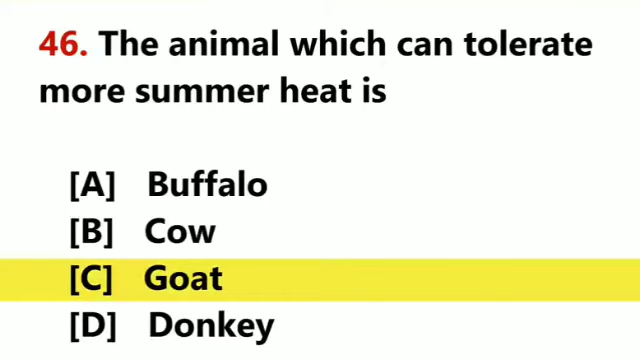 46. The animal which can tolerate
more summer heat is
[A] Buffalo
[B] Cow
[C] Goat
[D] Donkey